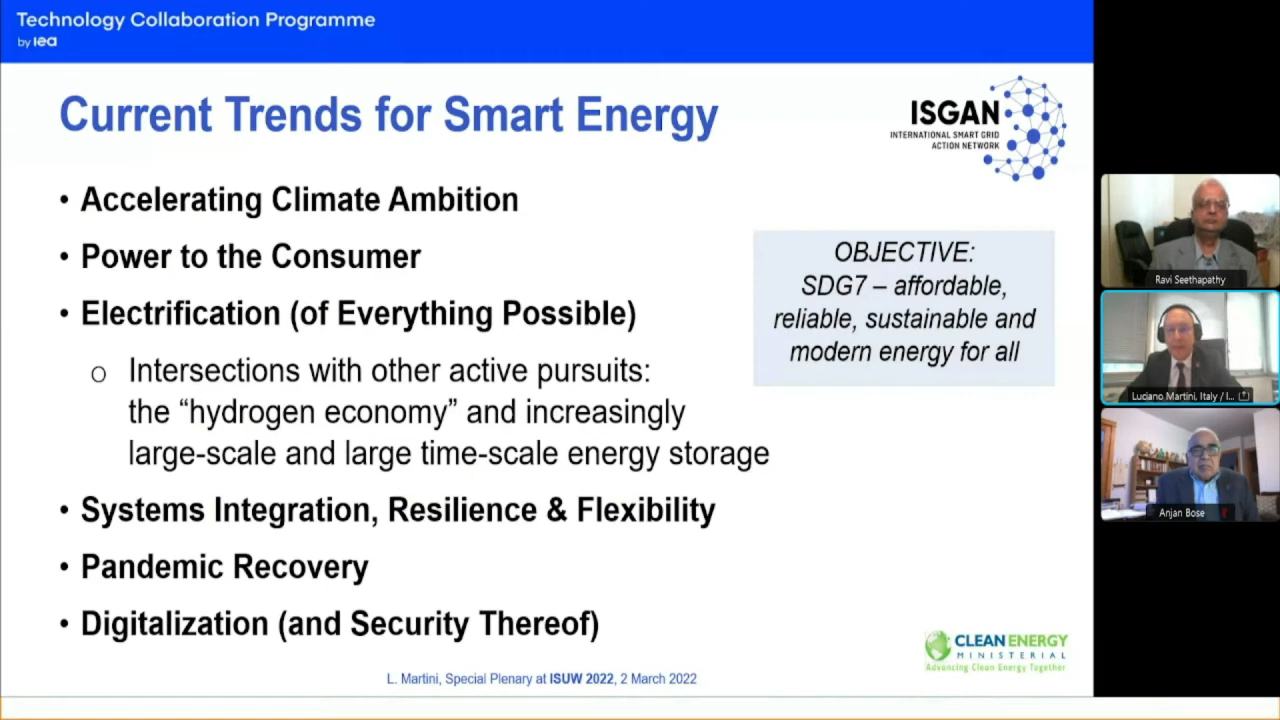 Technology Collaboration Programme
by iea
Current Trends for Smart Energy
ISGAN
INTERNATIONAL SMART GRID
ACTION NETWORK
• Accelerating Climate Ambition
• Power to the Consumer
• Electrification (of Everything Possible)
o Intersections with other active pursuits:
the “hydrogen economy” and increasingly
large-scale and large time-scale energy storage
• Systems Integration, Resilience & Flexibility
• Pandemic Recovery
• Digitalization (and Security Thereof)
OBJECTIVE:
SDG7 – affordable,
reliable, sustainable and
modern energy for all
CLEAN ENERGY
MINISTERIAL
Advancing Clean Energy Together
L. Martini, Special Plenary at ISUW 2022, 2 March 2022
Ravi Seethapathy
Luciano Martini, Italy / I...
Anjan Bose